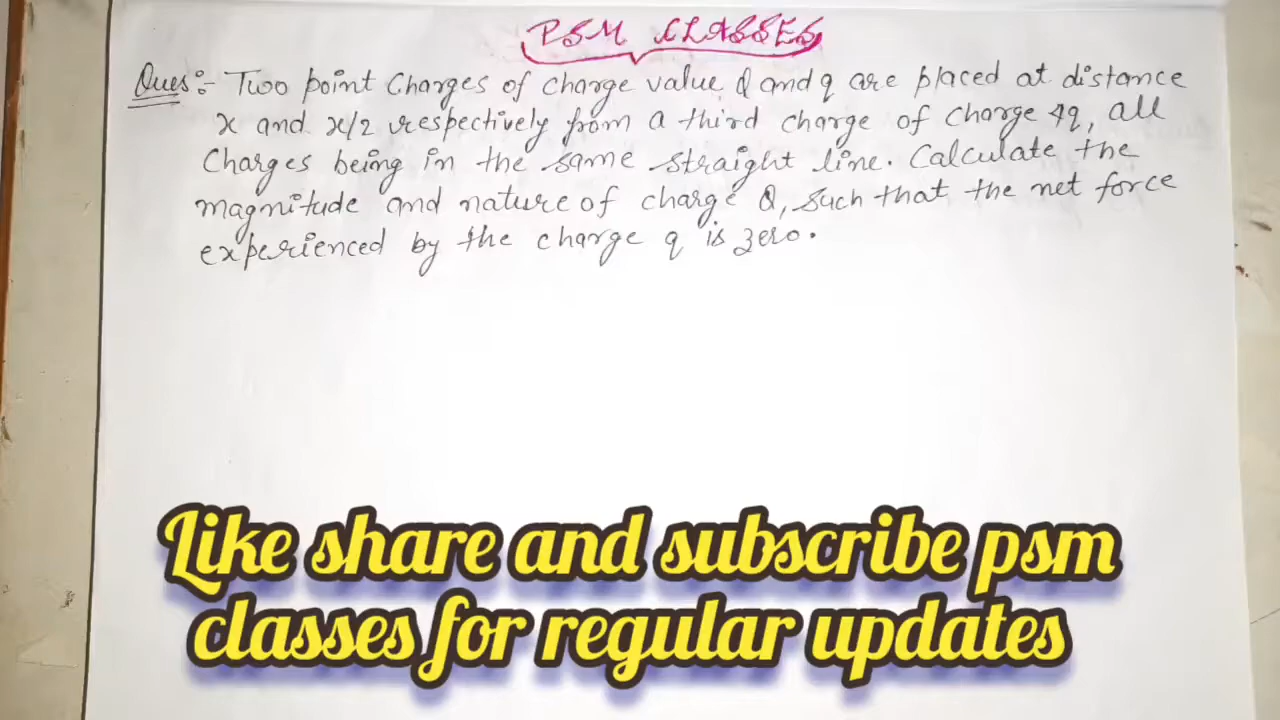 PSM CLASSES
Ques:- Two point Charges of charge value Q and q are placed at distance
x and x/2 respectively from a third charge of charge 4q, all
Charges being in the same straight line. Calculate the
magnitude and nature of charge Q, such that the net force
experienced by the charge q is zero.
Like share and subscribe psm
classes for regular updates